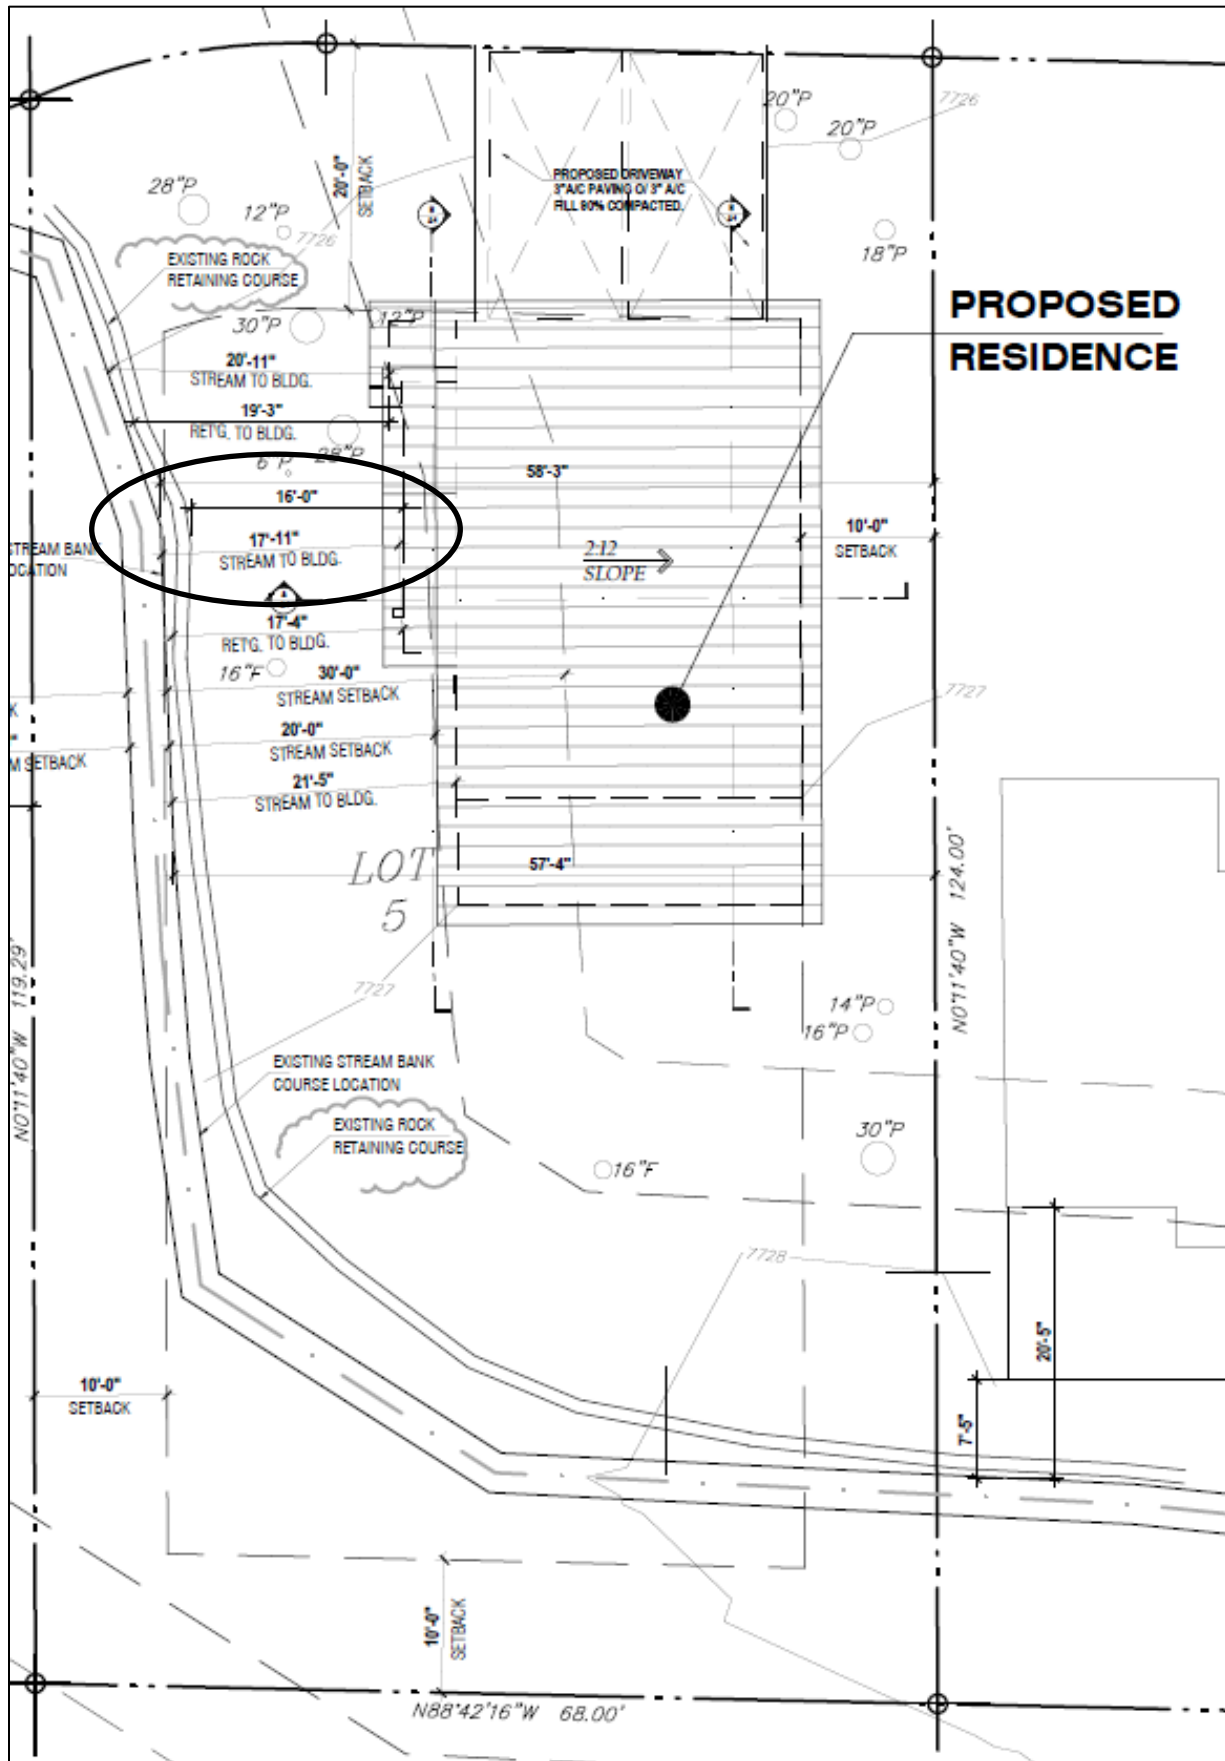 7726
20"P
20"P
28"P
12"P
7726
20'-0"
SETBACK
PROPOSED DRIVEWAY
3"A/C PAVING O/ 3" A/C
FILL 90% COMPACTED.
18"P
EXISTING ROCK
RETAINING COURSE
30"P
12"P
PROPOSED
RESIDENCE
20'-11"
STREAM TO BLDG.
19'-3"
RET'G. TO BLDG.
6"P
28"P
58'-3"
16'-0"
17'-11"
STREAM TO BLDG.
10'-0"
SETBACK
STREAM BANK
OCATION
2:12
SLOPE
17'-4"
RET'G. TO BLDG.
16"F
30'-0"
STREAM SETBACK
7727
K
20'-0"
STREAM SETBACK
M SETBACK
21'-5"
STREAM TO BLDG.
LOT
5
57'-4"
N0°11'40"W 124.00'
N0°11'40"W 119.29'
7727
14"P
16"P
EXISTING STREAM BANK
COURSE LOCATION
EXISTING ROCK
RETAINING COURSE
30"P
16"F
7728
20'-5"
7'-5"
10'-0"
SETBACK
10'-0"
SETBACK
N88°42'16"W 68.00'